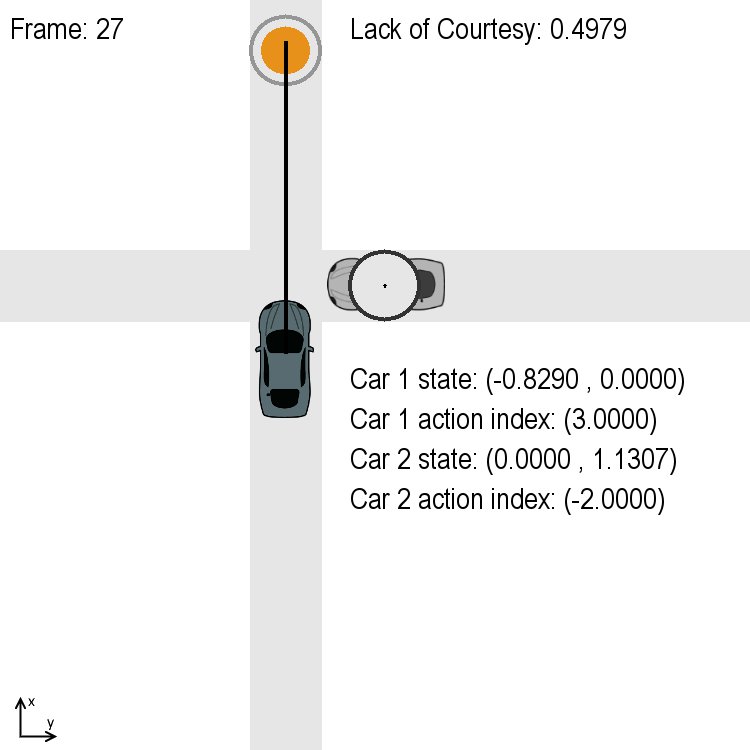 Frame: 27
Lack of Courtesy: 0.4979
Car 1 state: (-0.8290 , 0.0000)
Car 1 action index: (3.0000)
Car 2 state: (0.0000 , 1.1307)
Car 2 action index: (-2.0000)
x
y